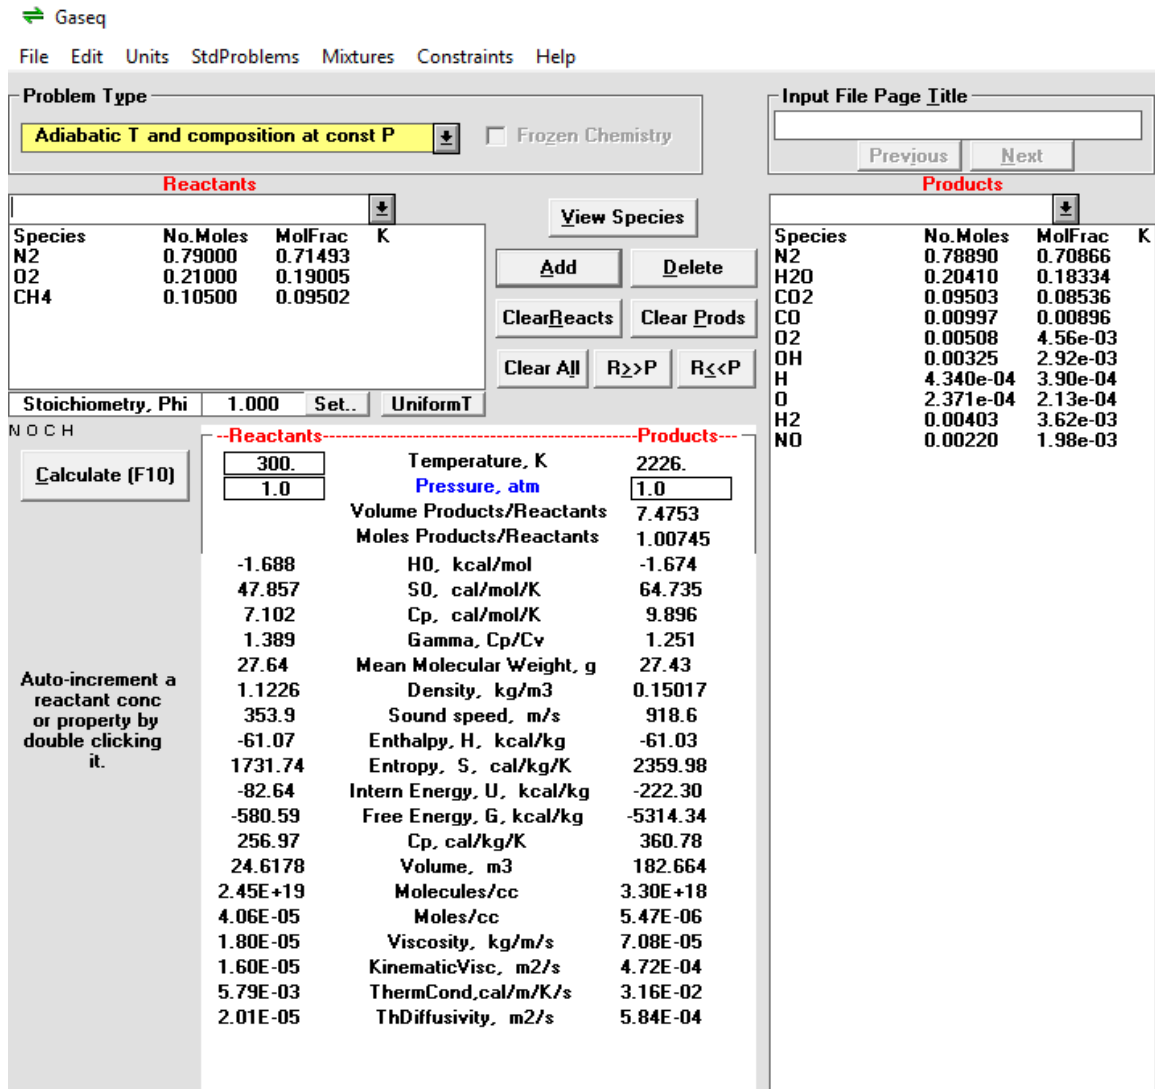 Gaseq
File Edit Units StdProblems Mixtures Constraints Help
Problem Type
Adiabatic T and composition at const P
Frozen Chemistry
Input File Page Title
Previous Next
Reactants
Species No.Moles MolFrac K
N2 0.79000 0.71493
O2 0.21000 0.19005
CH4 0.10500 0.09502
Stoichiometry, Phi 1.000 Set.. UniformT
View Species
Add Delete
ClearReacts Clear Prods
Clear All R>>P R<<P
Products
Species No.Moles MolFrac K
N2 0.78890 0.70866
H2O 0.20410 0.18334
CO2 0.09503 0.08536
CO 0.00997 0.00896
O2 0.00508 4.56e-03
OH 0.00325 2.92e-03
H 4.340e-04 3.90e-04
O 2.371e-04 2.13e-04
H2 0.00403 3.62e-03
NO 0.00220 1.98e-03
N O C H
Calculate (F10)
Auto-increment a
reactant conc
or property by
double clicking
it.
--Reactants-----------------------------------Products---
300. Temperature, K 2226.
1.0 Pressure, atm 1.0
Volume Products/Reactants 7.4753
Moles Products/Reactants 1.00745
-1.688 H0, kcal/mol -1.674
47.857 S0, cal/mol/K 64.735
7.102 Cp, cal/mol/K 9.896
1.389 Gamma, Cp/Cv 1.251
27.64 Mean Molecular Weight, g 27.43
1.1226 Density, kg/m3 0.15017
353.9 Sound speed, m/s 918.6
-61.07 Enthalpy, H, kcal/kg -61.03
1731.74 Entropy, S, cal/kg/K 2359.98
-82.64 Intern Energy, U, kcal/kg -222.30
-580.59 Free Energy, G, kcal/kg -5314.34
256.97 Cp, cal/kg/K 360.78
24.6178 Volume, m3 182.664
2.45E+19 Molecules/cc 3.30E+18
4.06E-05 Moles/cc 5.47E-06
1.80E-05 Viscosity, kg/m/s 7.08E-05
1.60E-05 KinematicVisc, m2/s 4.72E-04
5.79E-03 ThermCond,cal/m/K/s 3.16E-02
2.01E-05 ThDiffusivity, m2/s 5.84E-04